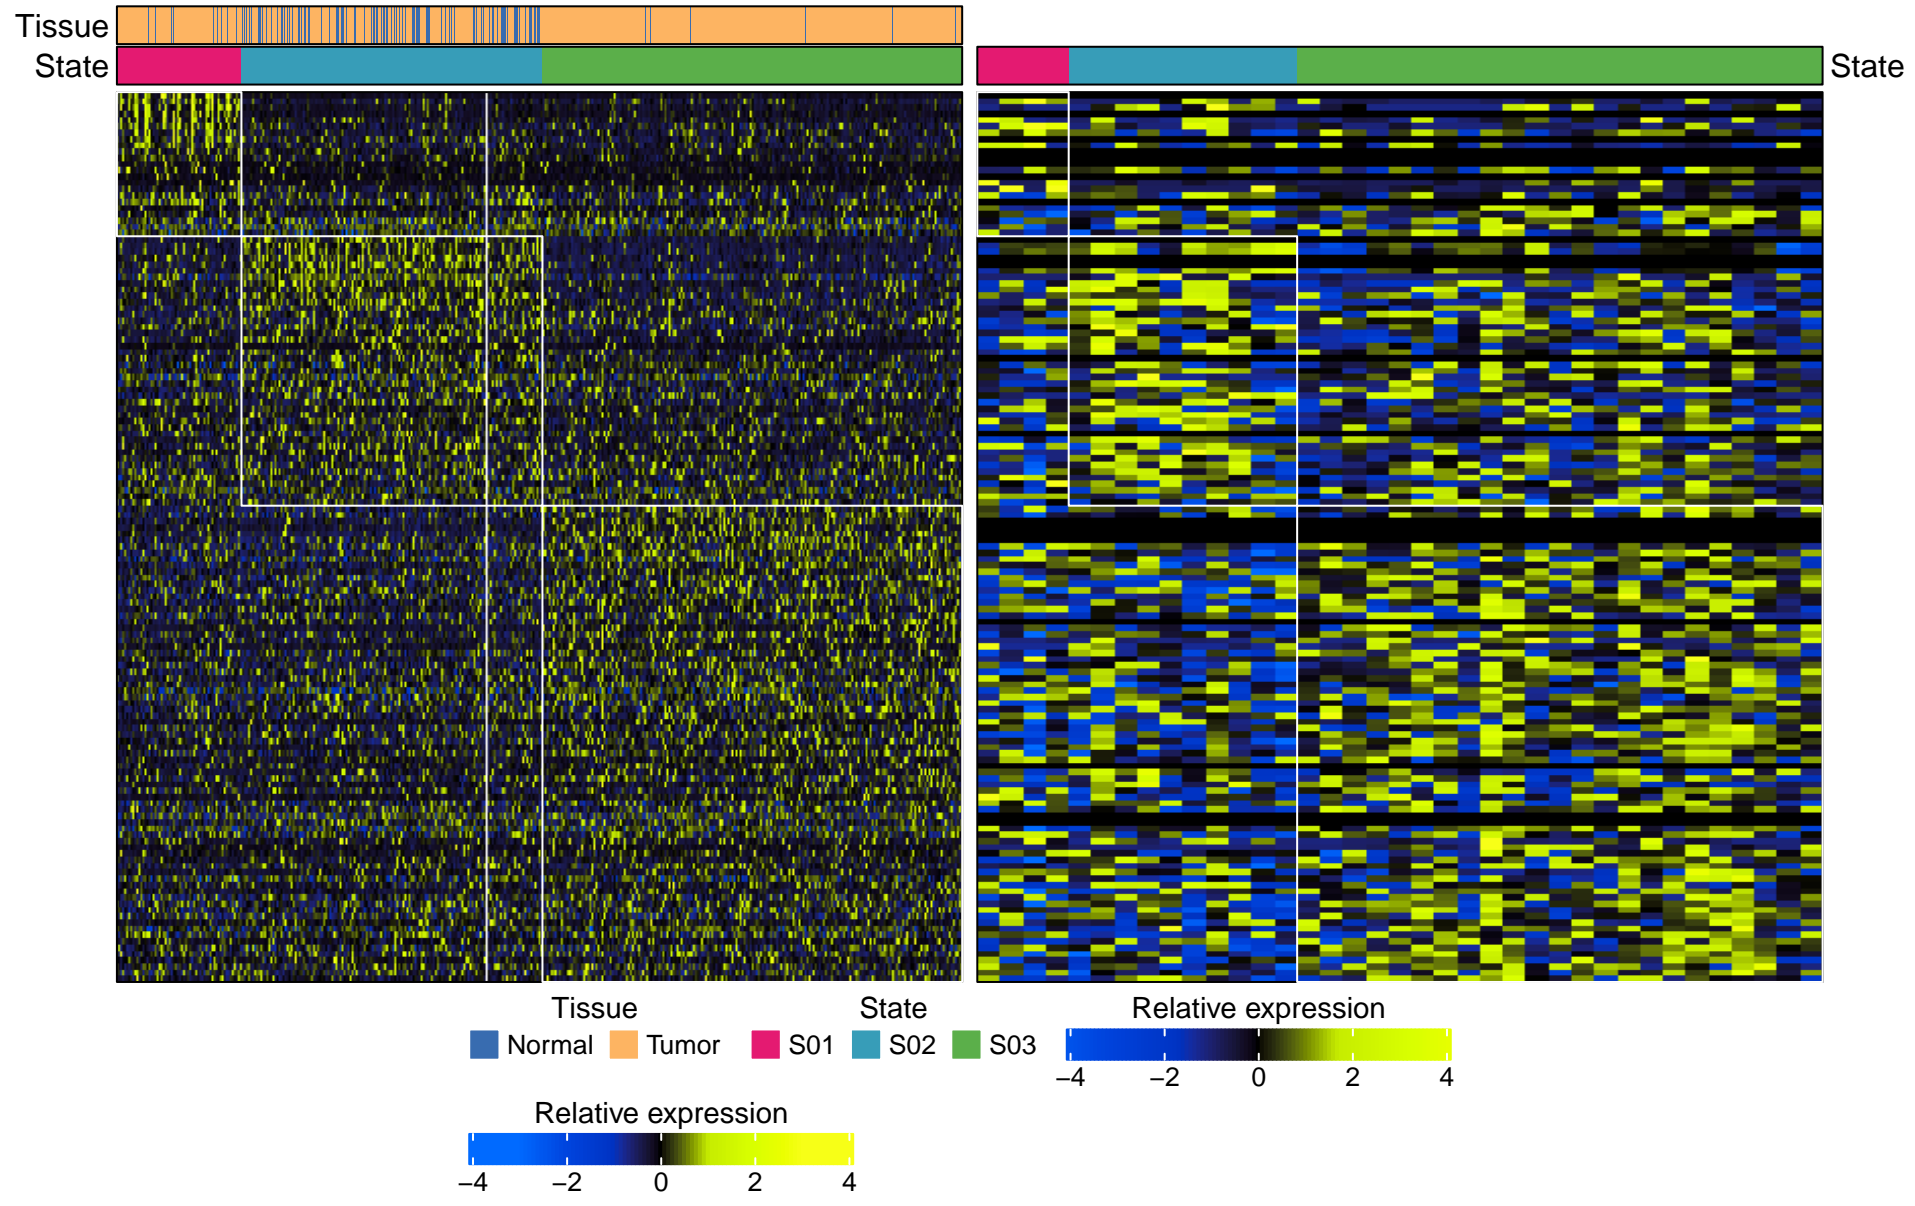 Tissue
State
State
Tissue
Normal Tumor
State
S01 S02 S03
Relative expression
−4 −2 0 2 4
Relative expression
−4 −2 0 2 4